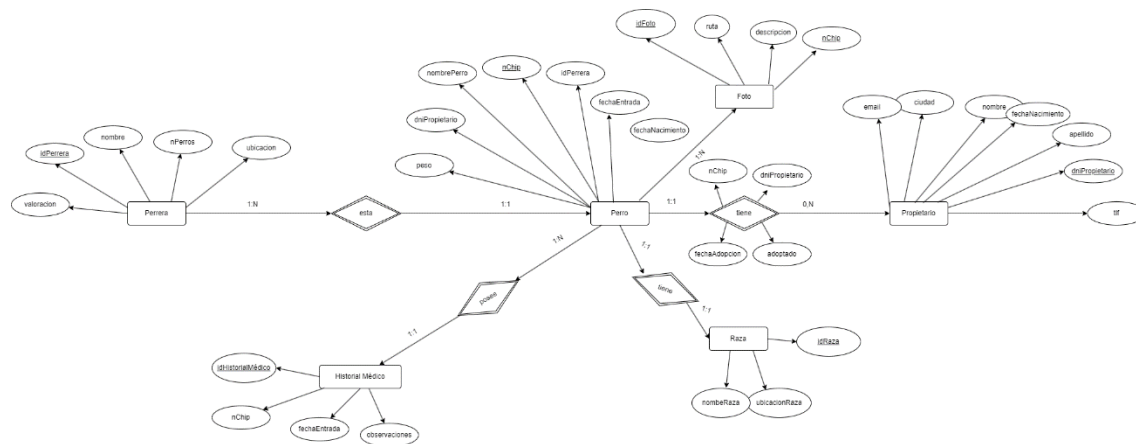 idFoto
ruta
descripcion
nChip
Foto
nombrePerro
nChip
idPerrera
fechaEntrada
fechaNacimiento
dniPropietario
peso
email
ciudad
nombre
fechaNacimiento
apellido
dniPropietario
tlf
Propietario
idPerrera
nombre
nPerros
ubicacion
valoracion
Perrera
1:N
esta
1:1
Perro
1:N
1:1
nChip
dniPropietario
tiene
fechaAdopcion
adoptado
0,N
1:N
posee
1:1
1:1
tiene
1:1
Raza
idRaza
nombeRaza
ubicacionRaza
idHistorialMédico
Historial Médico
nChip
fechaEntrada
observaciones